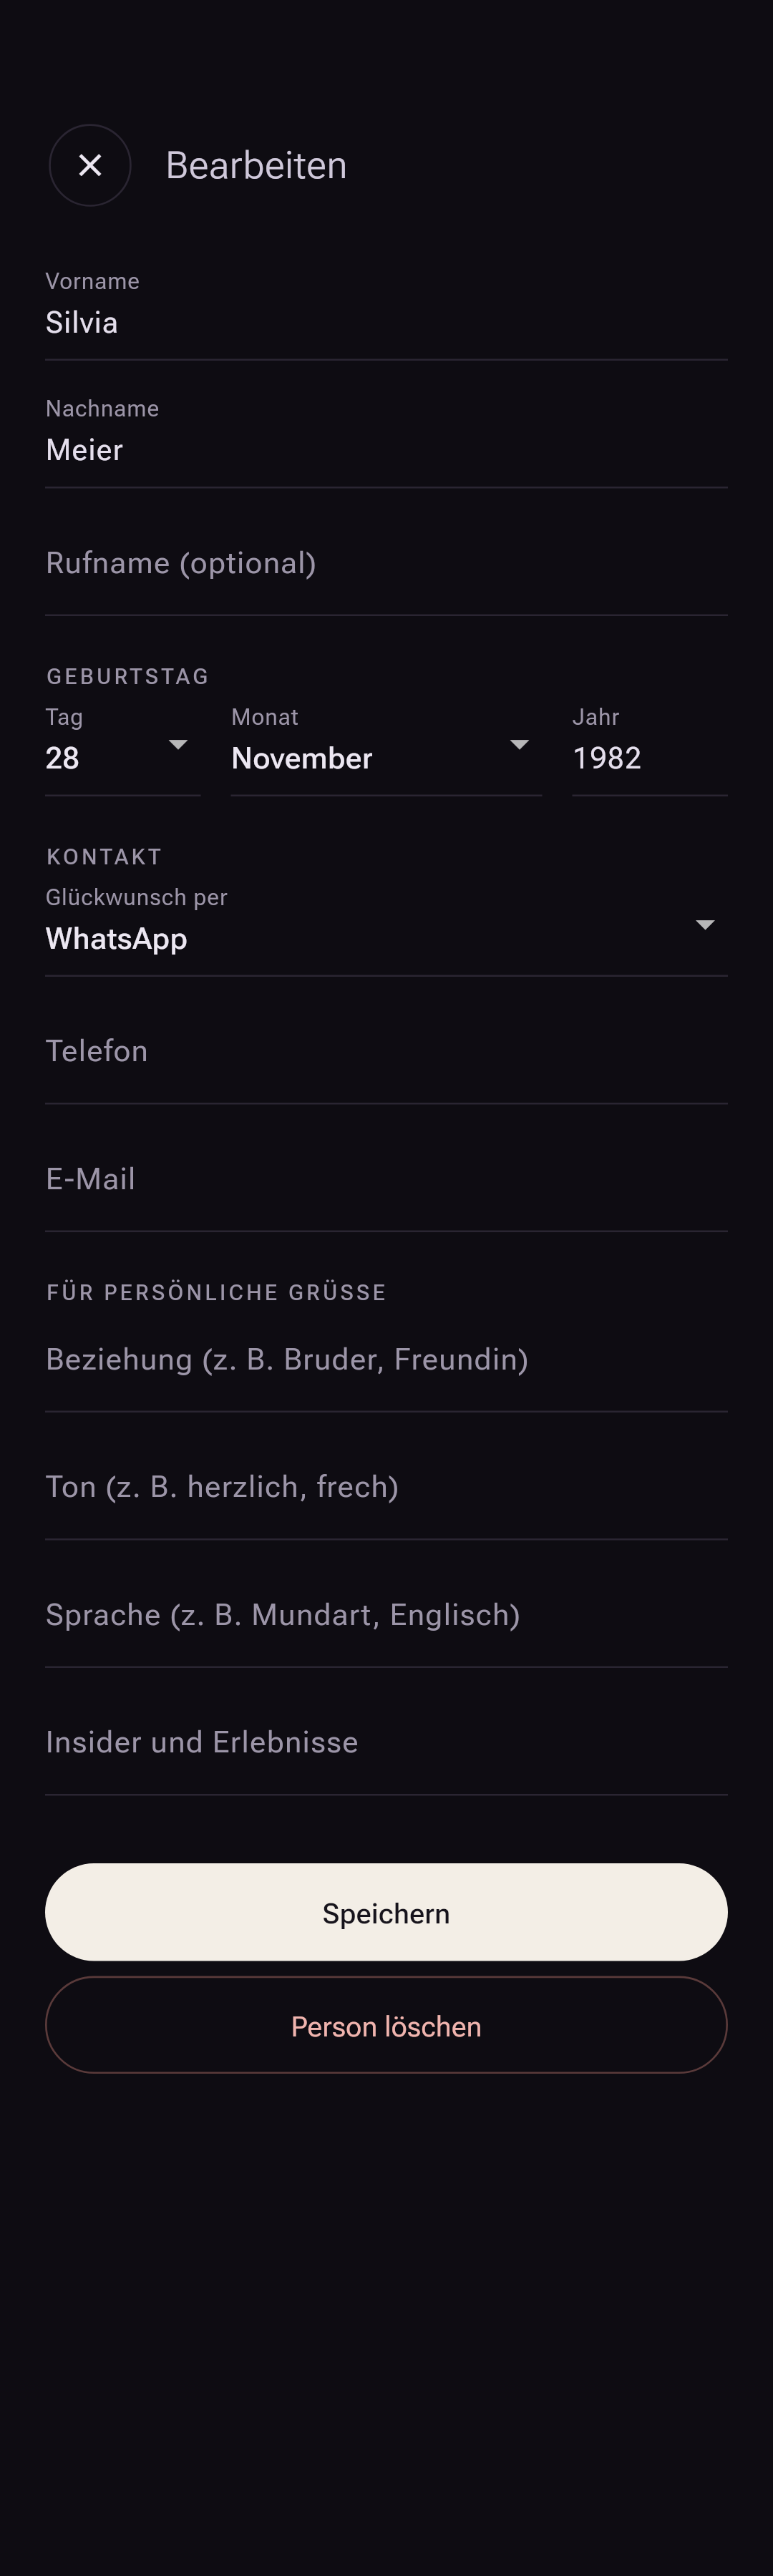 Bearbeiten
Vorname
Silvia
Nachname
Meier
Rufname (optional)
GEBURTSTAG
Tag Monat Jahr
28 November 1982
KONTAKT
Glückwunsch per
WhatsApp
Telefon
E-Mail
FÜR PERSÖNLICHE GRÜSSE
Beziehung (z. B. Bruder, Freundin)
Ton (z. B. herzlich, frech)
Sprache (z. B. Mundart, Englisch)
Insider und Erlebnisse
Speichern
Person löschen